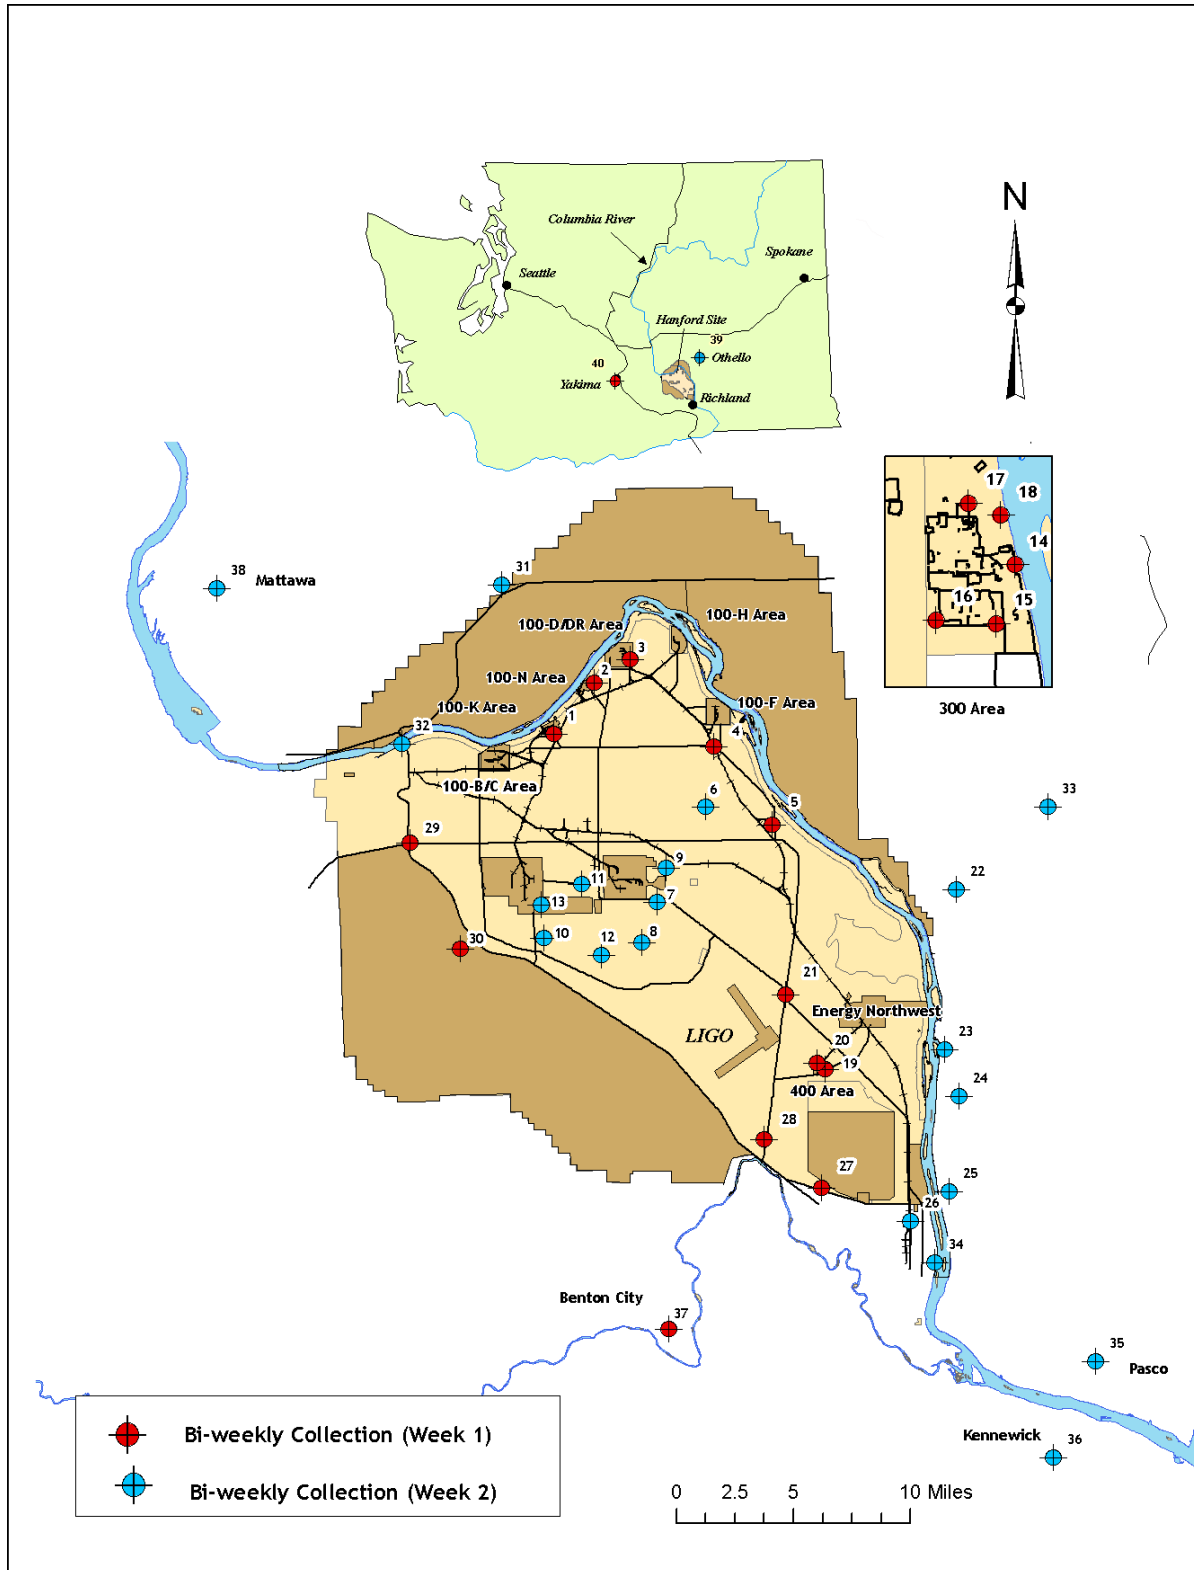 N
Columbia River
Spokane
Seattle
Hanford Site
39
Othello
40
Yakima
Richland
17
18
14
16
15
300 Area
38
Mattawa
31
100-H Area
100-D/DR Area
3
100-N Area
2
100-F Area
100-K Area
1
32
4
100-B/C Area
6
5
33
29
9
22
11
7
13
10
12
8
30
21
Energy Northwest
LIGO
20
23
19
400 Area
24
28
27
25
26
34
Benton City
37
35
Pasco
Kennewick
36
Bi-weekly Collection (Week 1)
Bi-weekly Collection (Week 2)
0 2.5 5 10 Miles